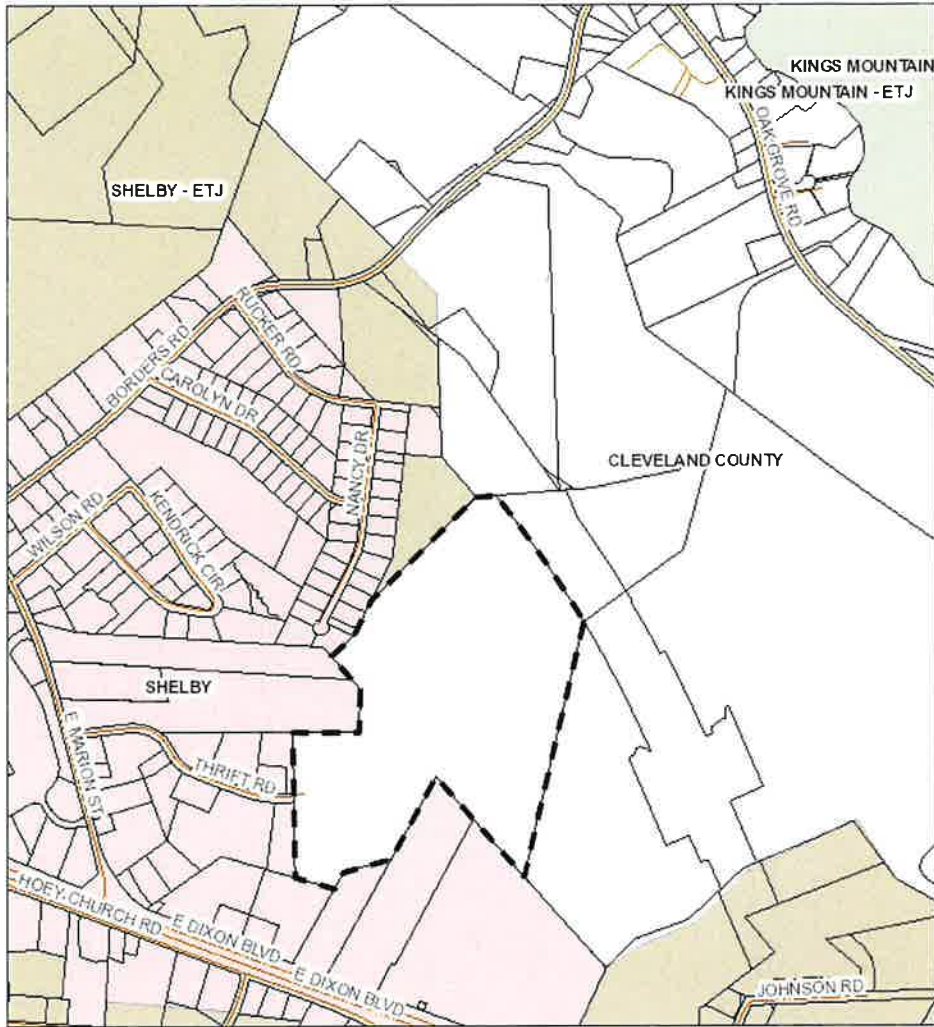 KINGS MOUNTAIN
KINGS MOUNTAIN - ETJ
OAK GROVE RD
SHELBY - ETJ
RUCKER RD
BORDERS RD
CAROLYN DR
NANCY DR
CLEVELAND COUNTY
WILSON RD
KENDRICK CIR
SHELBY
E MARION ST
THRIFT RD
HOEY CHURCH RD
E DIXON BLVD
E DIXON BLVD
JOHNSON RD